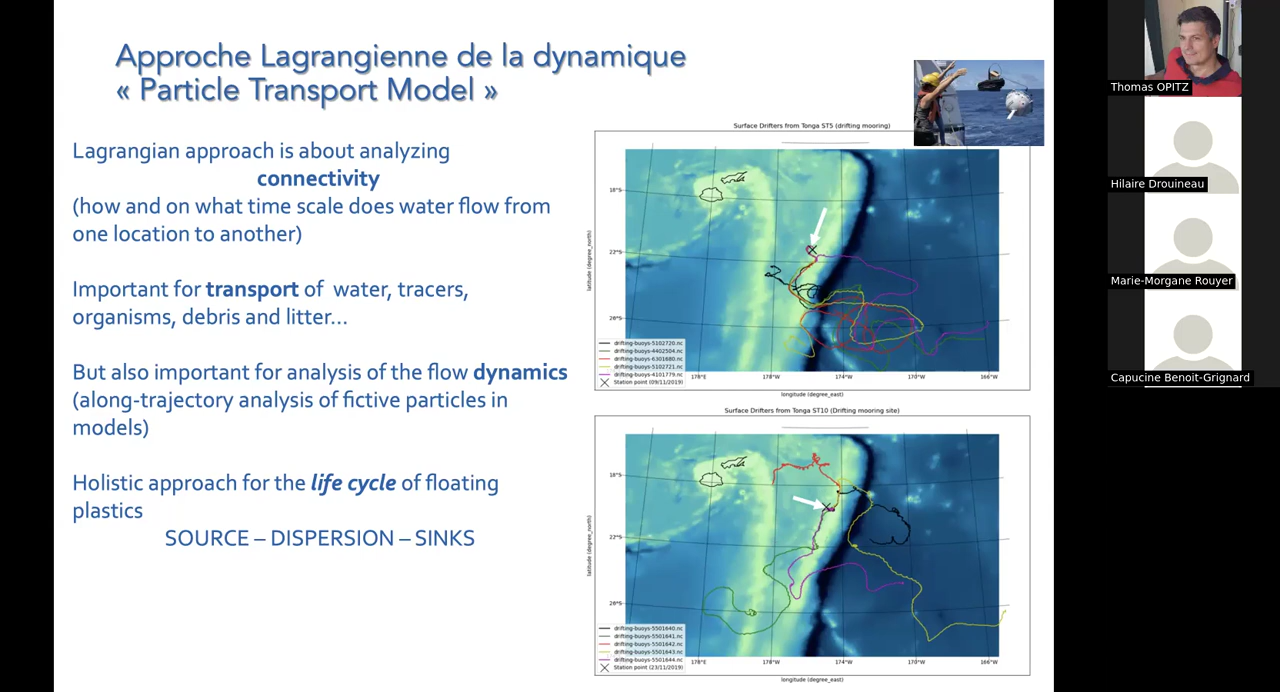 Approche Lagrangienne de la dynamique
« Particle Transport Model »
Lagrangian approach is about analyzing
connectivity
(how and on what time scale does water flow from
one location to another)
Important for transport of water, tracers,
organisms, debris and litter...
But also important for analysis of the flow dynamics
(along-trajectory analysis of fictive particles in
models)
Holistic approach for the life cycle of floating
plastics
SOURCE – DISPERSION – SINKS
Surface Drifters from Tonga ST5 (drifting mooring)
latitude (degree_north)
18°S
22°S
drifting-buoys-5102720.nc
drifting-buoys-4402504.nc
drifting-buoys-6301680.nc
drifting-buoys-5102721.nc
drifting-buoys-4101779.nc
Station point (09/11/2019)
178°E
178°W
174°W
170°W
166°W
longitude (degree_east)
Surface Drifters from Tonga ST10 (Drifting mooring site)
latitude (degree_north)
18°S
22°S
drifting-buoys-5501640.nc
drifting-buoys-5501641.nc
drifting-buoys-5501642.nc
drifting-buoys-5501643.nc
drifting-buoys-5501644.nc
Station point (23/11/2019)
178°E
178°W
174°W
170°W
166°W
longitude (degree_east)
Thomas OPITZ
Hilaire Drouineau
Marie-Morgane Rouyer
Capucine Benoit-Grignard